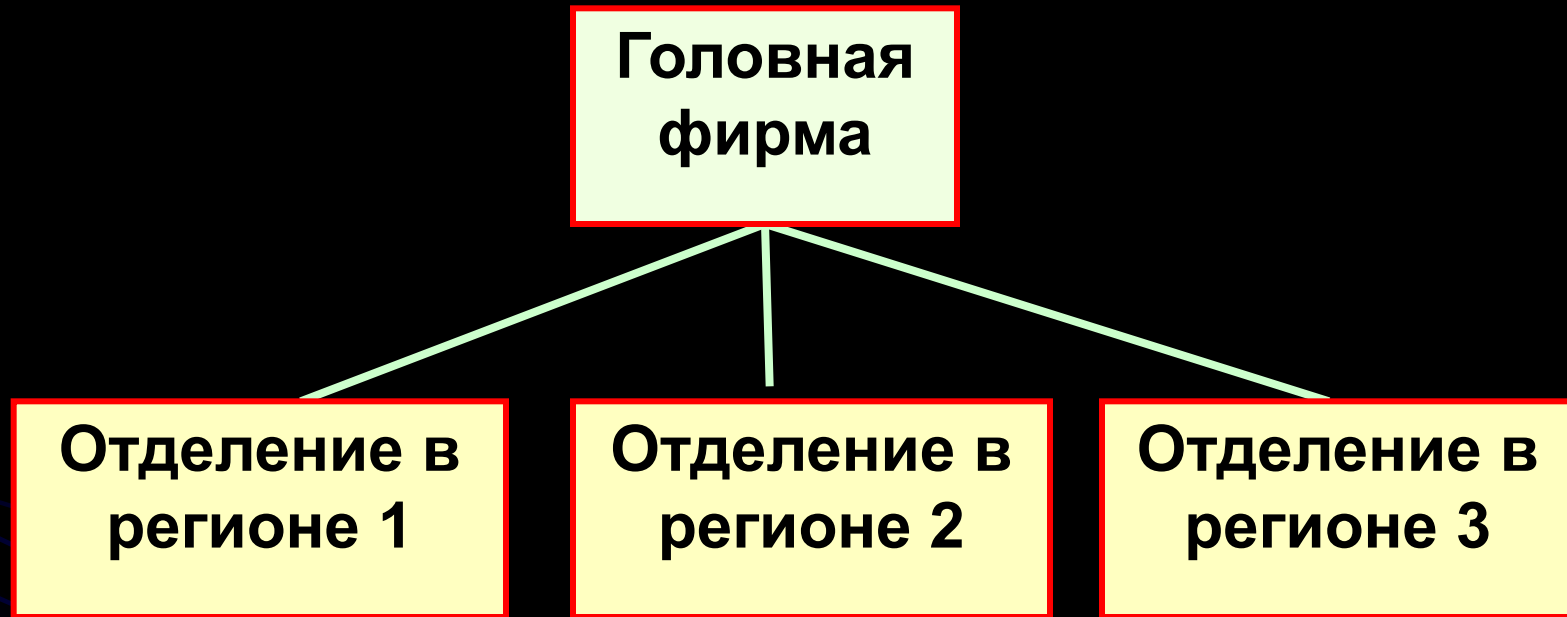 Головная
фирма
Отделение в
регионе 1
Отделение в
регионе 2
Отделение в
регионе 3